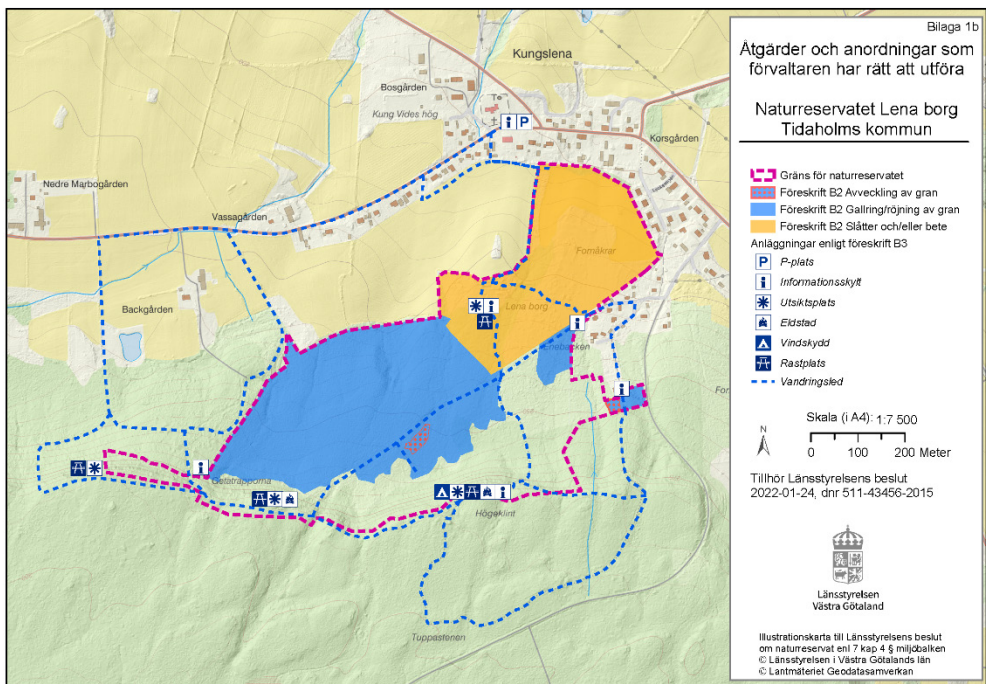 Bilaga 1b
Åtgärder och anordningar som
förvaltaren har rätt att utföra
Naturreservatet Lena borg
Tidaholms kommun
Gräns för naturreservatet
Föreskrift B2 Avveckling av gran
Föreskrift B2 Gallring/röjning av gran
Föreskrift B2 Slåtter och/eller bete
Anläggningar enligt föreskrift B3
P P-plats
i Informationsskylt
Utsiktsplats
Eldstad
Vindskydd
Rastplats
Vandringsled
N
Skala (i A4): 1:7 500
0 100 200 Meter
Tillhör Länsstyrelsens beslut
2022-01-24, dnr 511-43456-2015
Länsstyrelsen
Västra Götaland
Illustrationskarta till Länsstyrelsens beslut
om naturreservat enl 7 kap 4 § miljöbalken
© Länsstyrelsen i Västra Götalands län
© Lantmäteriet Geodatasamverkan
Kungslena
Bosgården
Kung Vides hög
i P
Korsgården
Nedre Marbogården
Vassagården
Fornåkrar
Backgården
Lena borg
i
i
Enebacken
i
i
Götatrapporna
i
Högeklint
Tuppastenen